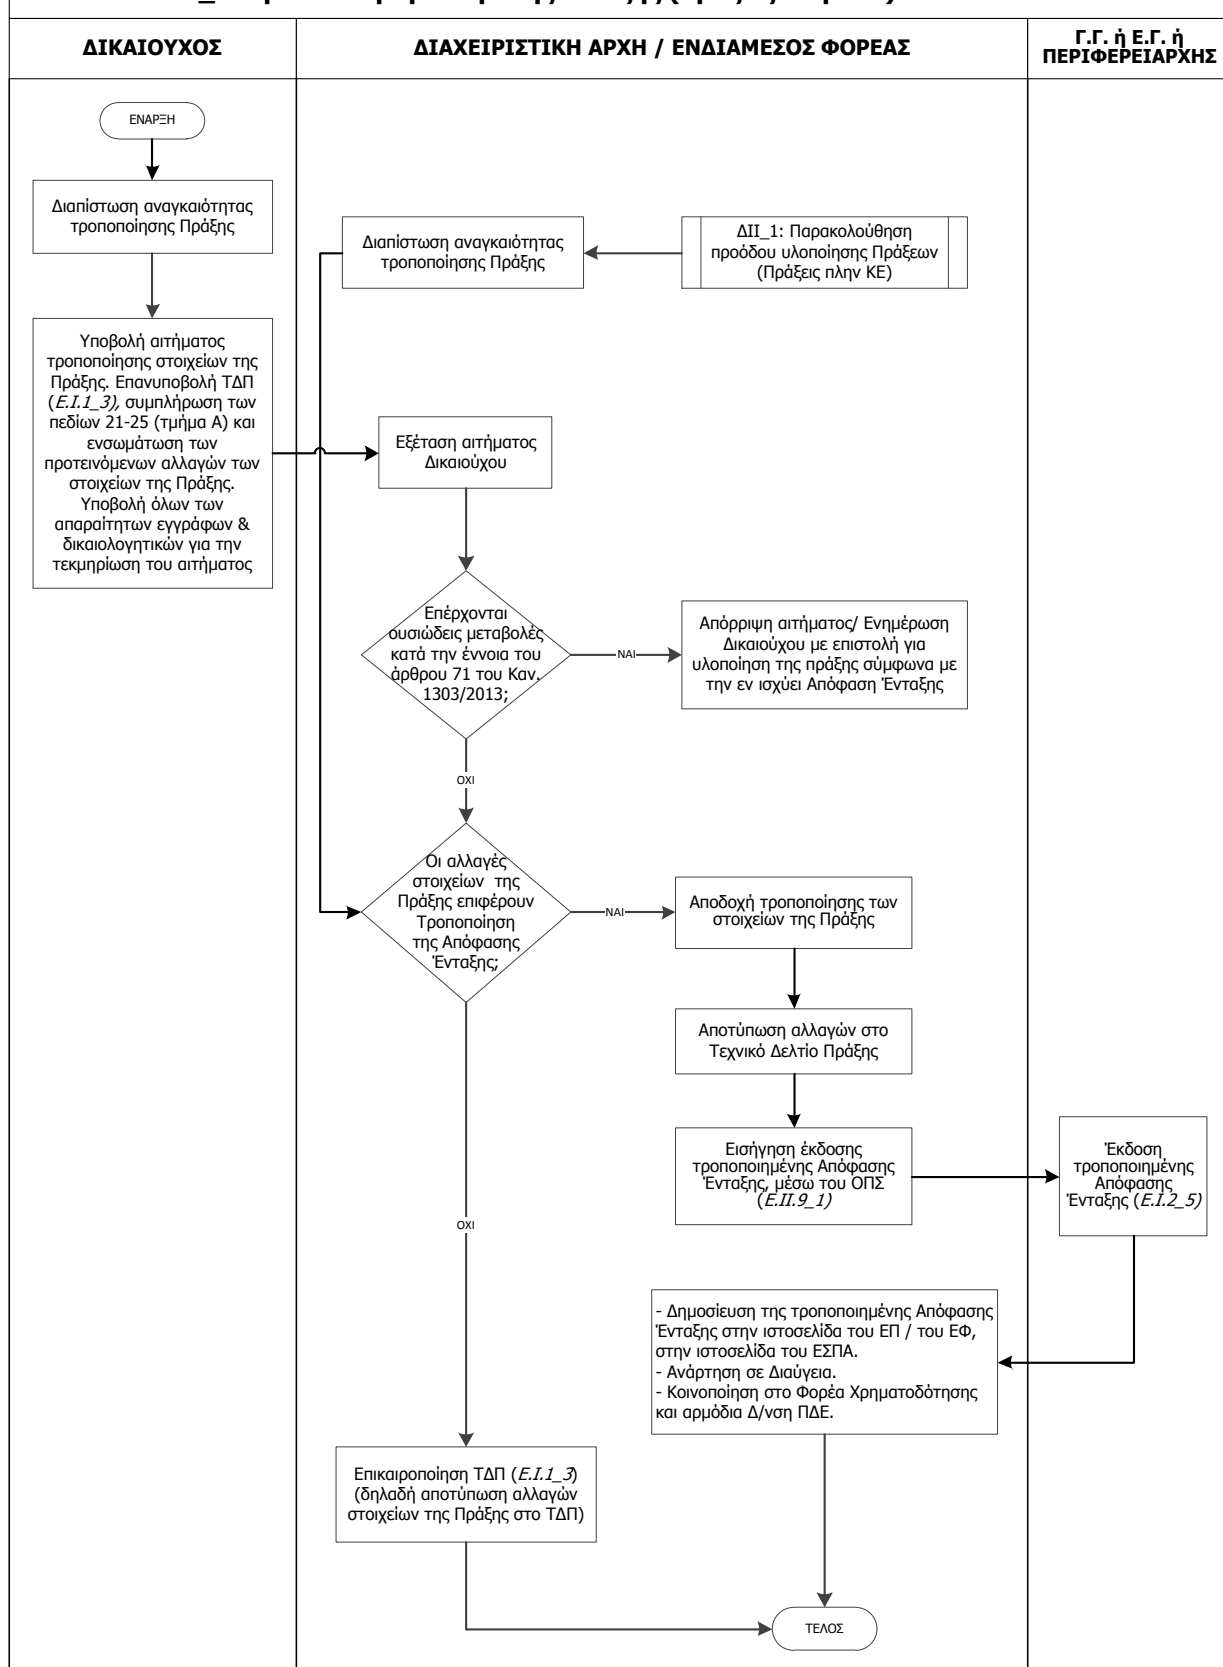 ΔΙΚΑΙΟΥΧΟΣ
ΔΙΑΧΕΙΡΙΣΤΙΚΗ ΑΡΧΗ / ΕΝΔΙΑΜΕΣΟΣ ΦΟΡΕΑΣ
Γ.Γ. ή Ε.Γ. ή
ΠΕΡΙΦΕΡΕΙΑΡΧΗΣ
ΕΝΑΡΞΗ
Διαπίστωση αναγκαιότητας
τροποποίησης Πράξης
Υποβολή αιτήματος
τροποποίησης στοιχείων της
Πράξης. Επανυποβολή ΤΔΠ
(Ε.Ι.1_3), συμπλήρωση των
πεδίων 21-25 (τμήμα Α) και
ενσωμάτωση των
προτεινόμενων αλλαγών των
στοιχείων της Πράξης.
Υποβολή όλων των
απαραίτητων εγγράφων &
δικαιολογητικών για την
τεκμηρίωση του αιτήματος
Διαπίστωση αναγκαιότητας
τροποποίησης Πράξης
ΔΙΙ_1: Παρακολούθηση
προόδου υλοποίησης Πράξεων
(Πράξεις πλην ΚΕ)
Εξέταση αιτήματος
Δικαιούχου
Επέρχονται
ουσιώδεις μεταβολές
κατά την έννοια του
άρθρου 71 του Καν.
1303/2013;
ΝΑΙ
Απόρριψη αιτήματος/ Ενημέρωση
Δικαιούχου με επιστολή για
υλοποίηση της πράξης σύμφωνα με
την εν ισχύει Απόφαση Ένταξης
ΟΧΙ
Οι αλλαγές
στοιχείων της
Πράξης επιφέρουν
Τροποποίηση
της Απόφασης
Ένταξης;
ΝΑΙ
Αποδοχή τροποποίησης των
στοιχείων της Πράξης
Αποτύπωση αλλαγών στο
Τεχνικό Δελτίο Πράξης
Εισήγηση έκδοσης
τροποποιημένης Απόφασης
Ένταξης, μέσω του ΟΠΣ
(Ε.ΙΙ.9_1)
Έκδοση
τροποποιημένης
Απόφασης
Ένταξης (Ε.Ι.2_5)
ΟΧΙ
- Δημοσίευση της τροποποιημένης Απόφασης
Ένταξης στην ιστοσελίδα του ΕΠ / του ΕΦ,
στην ιστοσελίδα του ΕΣΠΑ.
- Ανάρτηση σε Διαύγεια.
- Κοινοποίηση στο Φορέα Χρηματοδότησης
και αρμόδια Δ/νση ΠΔΕ.
Επικαιροποίηση ΤΔΠ (Ε.Ι.1_3)
(δηλαδή αποτύπωση αλλαγών
στοιχείων της Πράξης στο ΤΔΠ)
ΤΕΛΟΣ